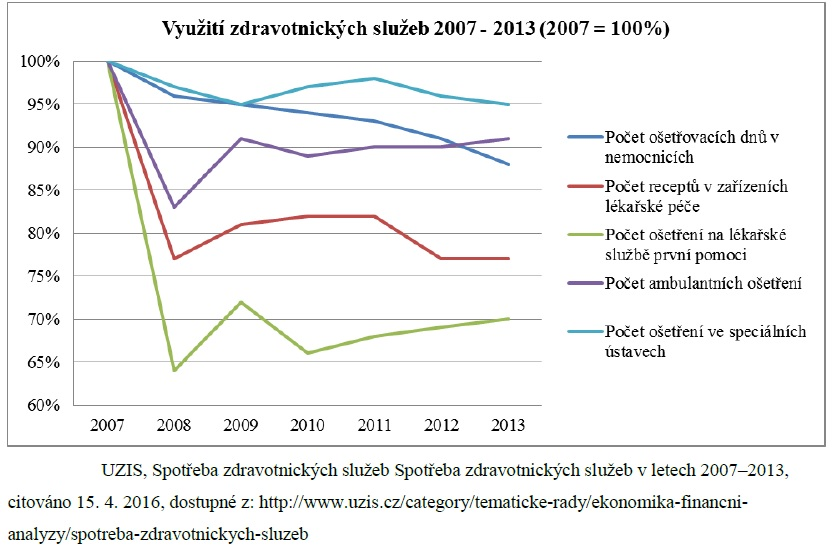 Využití zdravotnických služeb 2007 - 2013 (2007 = 100%)
100%
95%
90%
85%
80%
75%
70%
65%
60%
2007 2008 2009 2010 2011 2012 2013
Počet ošetřovacích dnů v
nemocnicích
Počet receptů v zařízeních
lékařské péče
Počet ošetření na lékařské
službě první pomoci
Počet ambulantních ošetření
Počet ošetření ve speciálních
ústavech
UZIS, Spotřeba zdravotnických služeb Spotřeba zdravotnických služeb v letech 2007–2013,
citováno 15. 4. 2016, dostupné z: http://www.uzis.cz/category/tematicke-rady/ekonomika-financni-
analyzy/spotreba-zdravotnickych-sluzeb